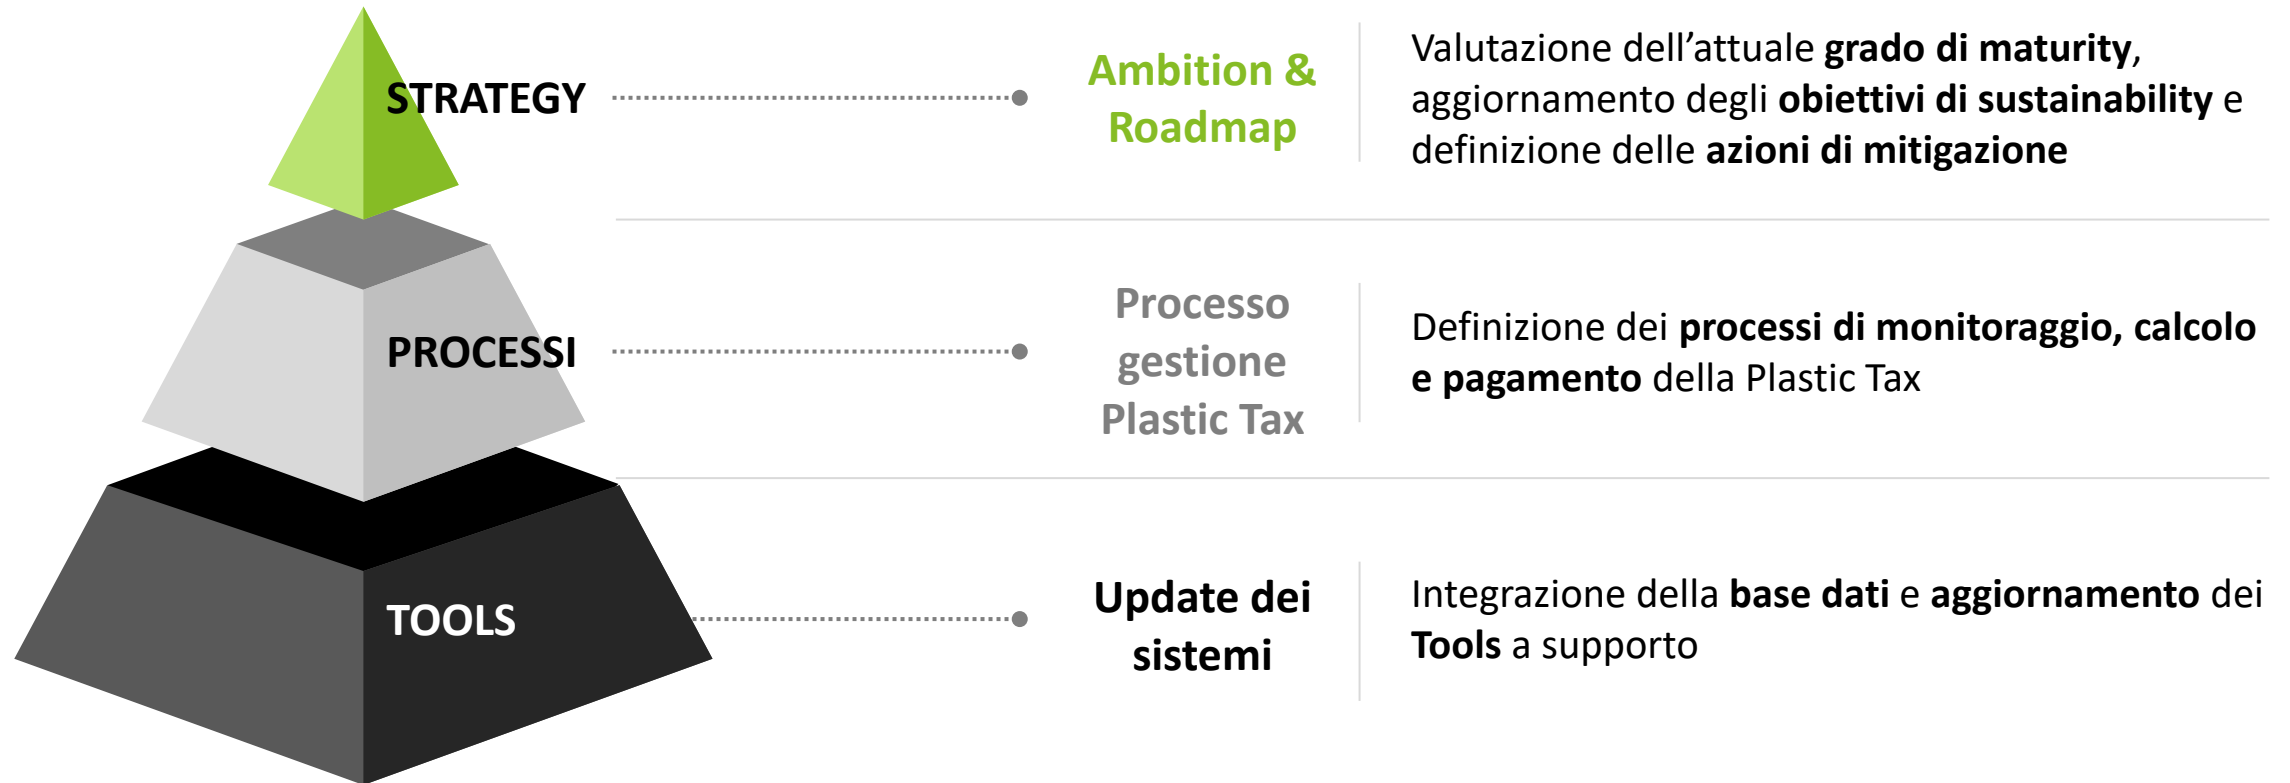 STRATEGY
Ambition &
Roadmap
Valutazione dell’attuale grado di maturity,
aggiornamento degli obiettivi di sustainability e
definizione delle azioni di mitigazione
PROCESSI
Processo
gestione
Plastic Tax
Definizione dei processi di monitoraggio, calcolo
e pagamento della Plastic Tax
TOOLS
Update dei
sistemi
Integrazione della base dati e aggiornamento dei
Tools a supporto